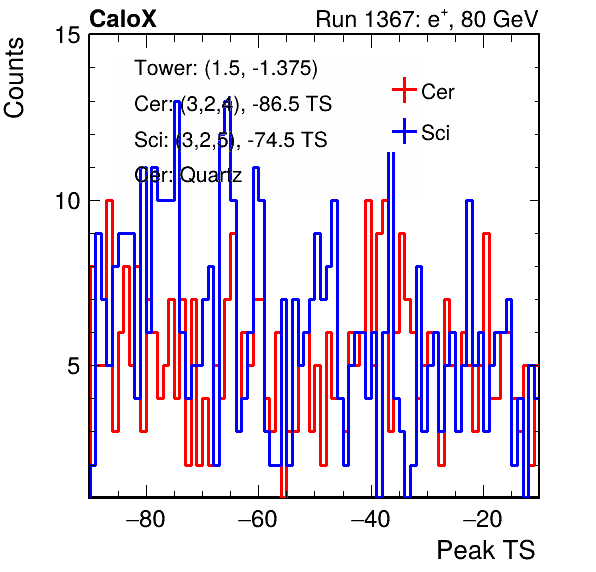 CaloX Run 1367: e⁺, 80 GeV
Counts
15
10
5
Tower: (1.5, -1.375)
Cer: (3,2,4), -86.5 TS
Sci: (3,2,5), -74.5 TS
Cer: Quartz
Cer
Sci
−80 −60 −40 −20
Peak TS